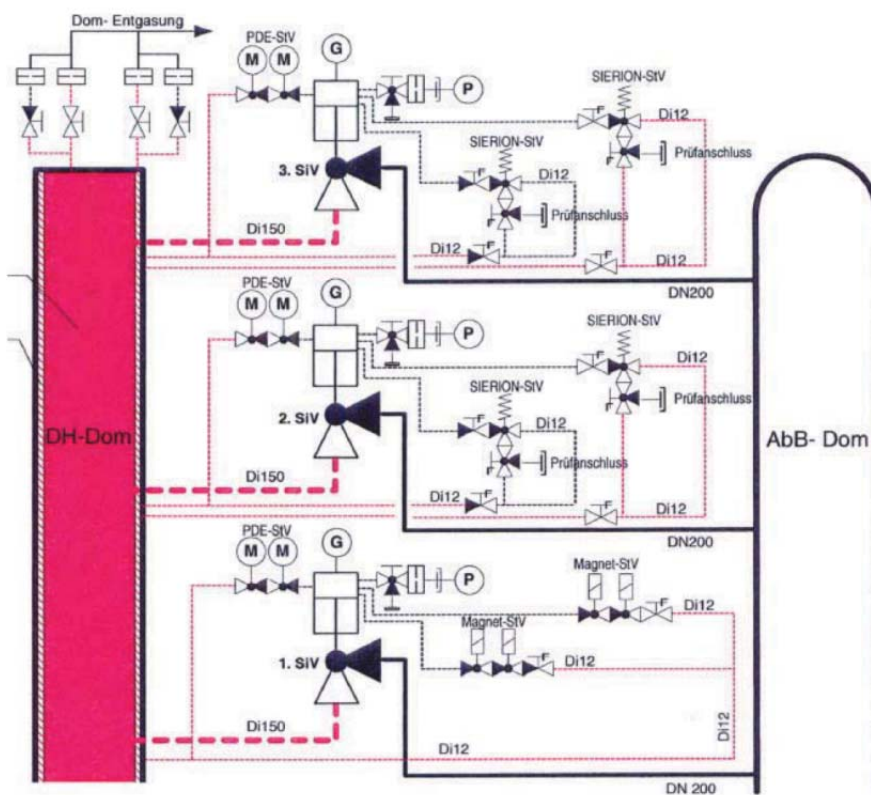 Dom- Entgasung
PDE-StV
G
M M
P
SIERION-StV
Di12
F
SIERION-StV
F
Prüfanschluss
F
3. SiV
F
Di12
F
Prüfanschluss
Di150
Di12
F
F
Di12
DN200
PDE-StV
G
M M
P
SIERION-StV
F
Di12
SIERION-StV
F
Prüfanschluss
2. SiV
F
Di12
F
Prüfanschluss
DH-Dom
AbB- Dom
Di150
Di12
F
F
Di12
DN200
PDE-StV
G
M M
P
Magnet-StV
F
Di12
Magnet-StV
F
Di12
1. SiV
Di150
Di12
Di12
DN 200